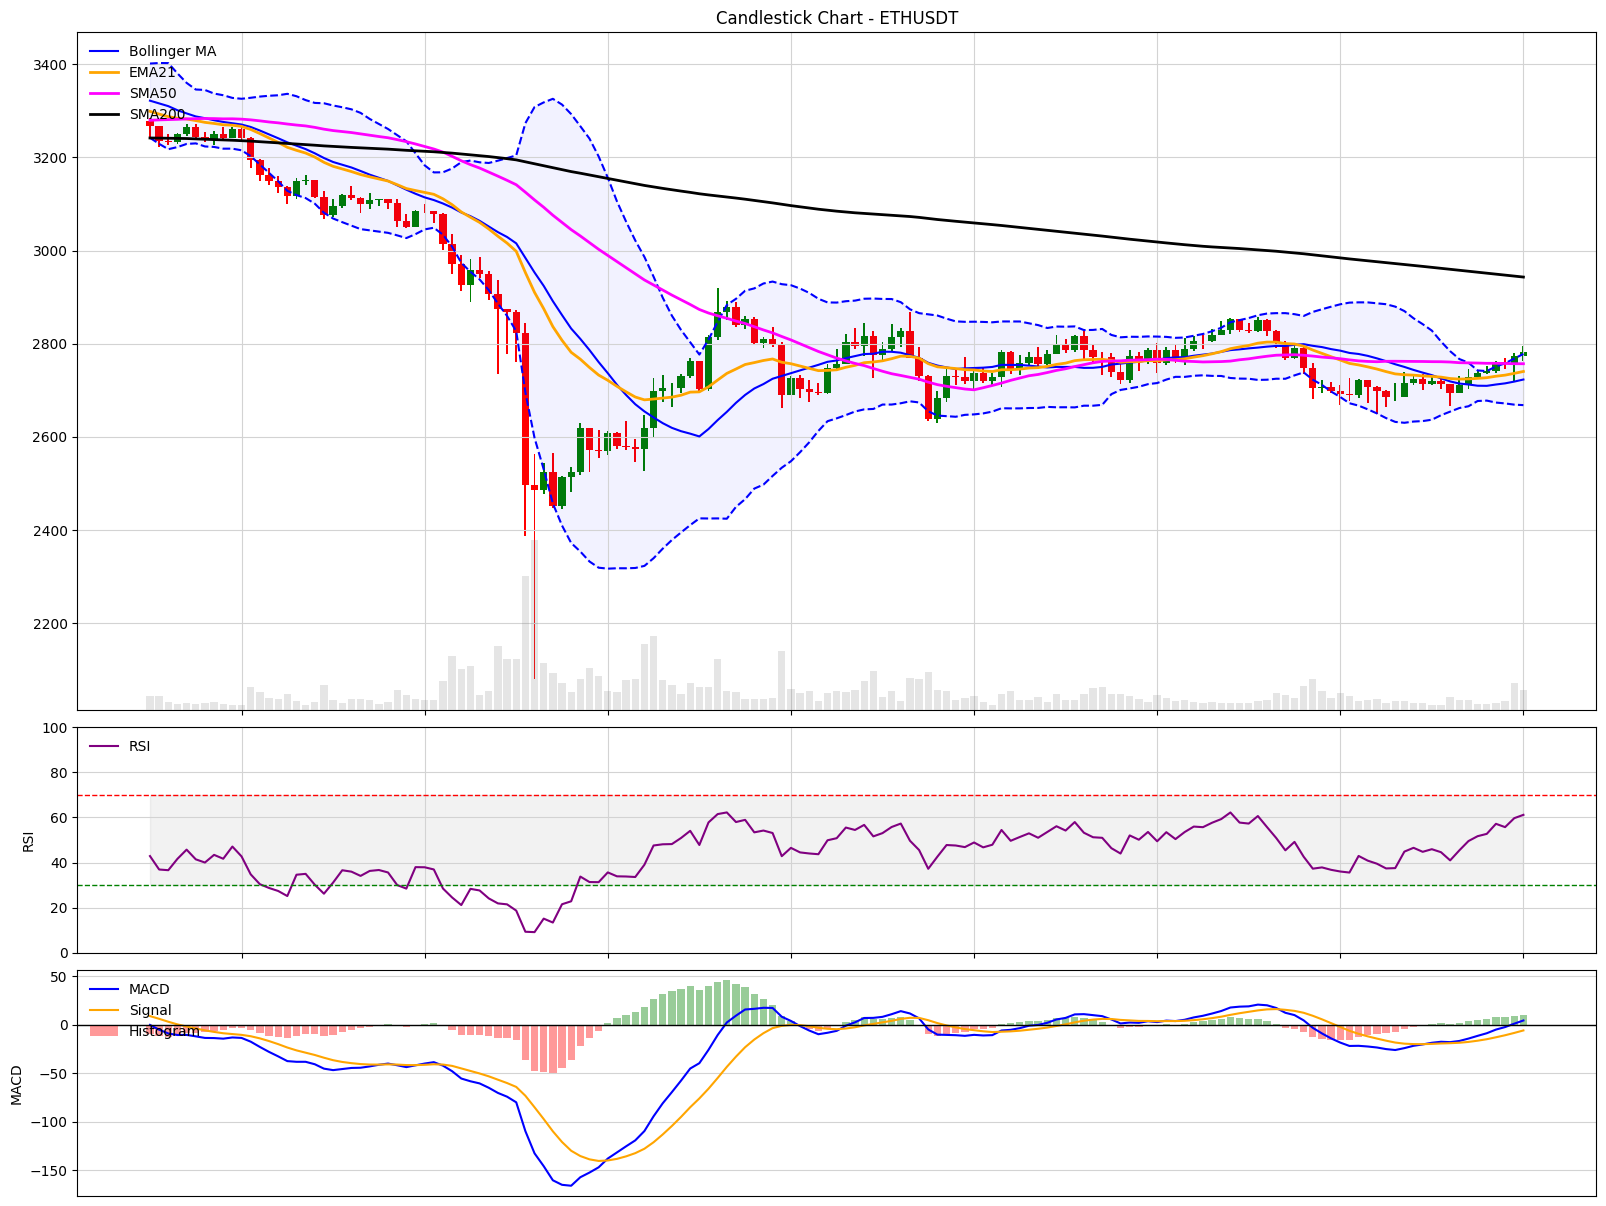 Candlestick Chart - ETHUSDT
Bollinger MA
EMA21
SMA50
SMA200
3400
3200
3000
2800
2600
2400
2200
RSI
100
80
60
40
20
0
RSI
MACD
Signal
Histogram
50
0
−50
−100
−150
MACD